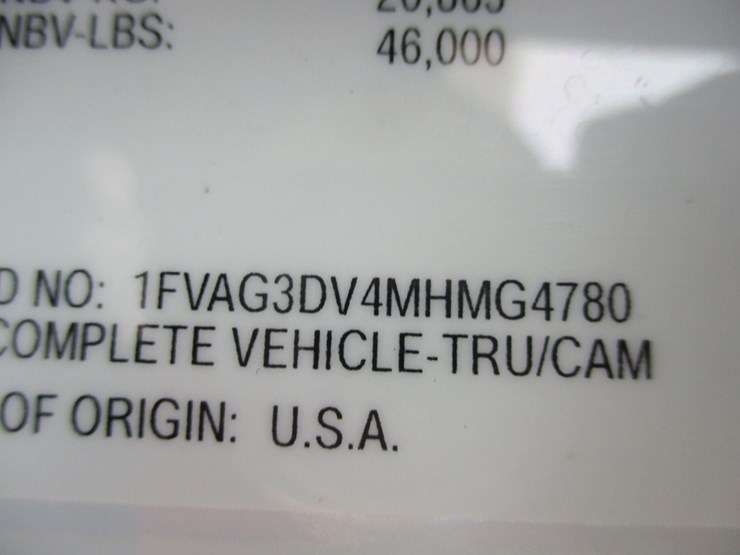 NBV-LBS: 46,000
D NO: 1FVAG3DV4MHMG4780
COMPLETE VEHICLE-TRU/CAM
OF ORIGIN: U.S.A.